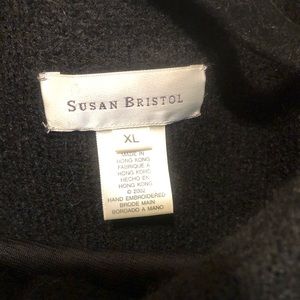 SUSAN BRISTOL
XL
MADE IN
HONG KONG
FABRIQUE A
HONG KONG
HECHO EN
HONG KONG
© 2002
HAND EMBROIDERED
BRODE MAIN
BORDADO A MANO